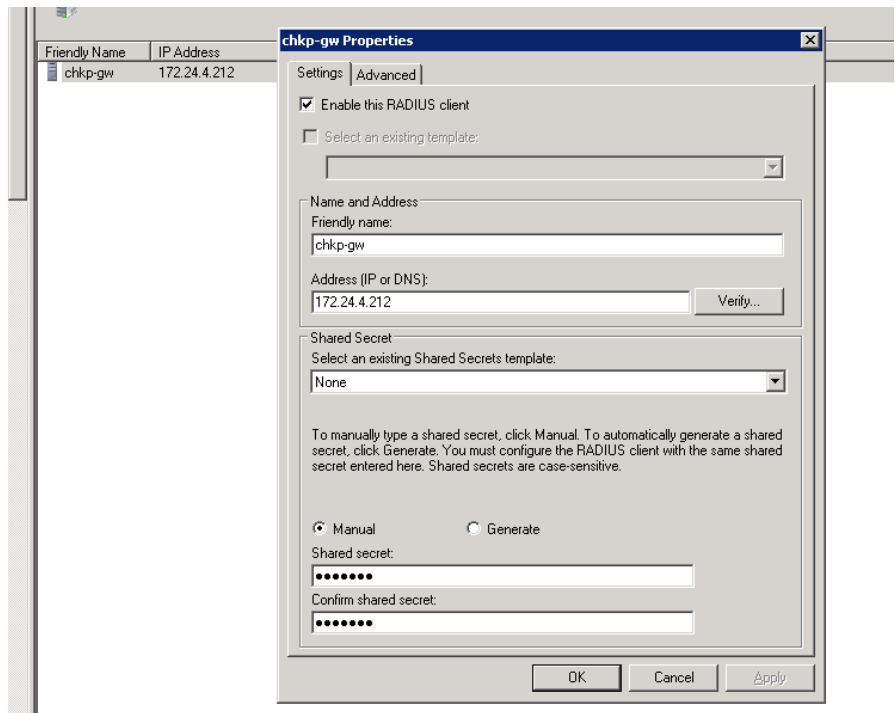 Friendly Name IP Address
chkp-gw 172.24.4.212
chkp-gw Properties
Settings Advanced
Enable this RADIUS client
Select an existing template:
Name and Address
Friendly name:
chkp-gw
Address (IP or DNS):
172.24.4.212 Verify...
Shared Secret
Select an existing Shared Secrets template:
None
To manually type a shared secret, click Manual. To automatically generate a shared
secret, click Generate. You must configure the RADIUS client with the same shared
secret entered here. Shared secrets are case-sensitive.
Manual Generate
Shared secret:
•••••••
Confirm shared secret:
•••••••
OK Cancel Apply